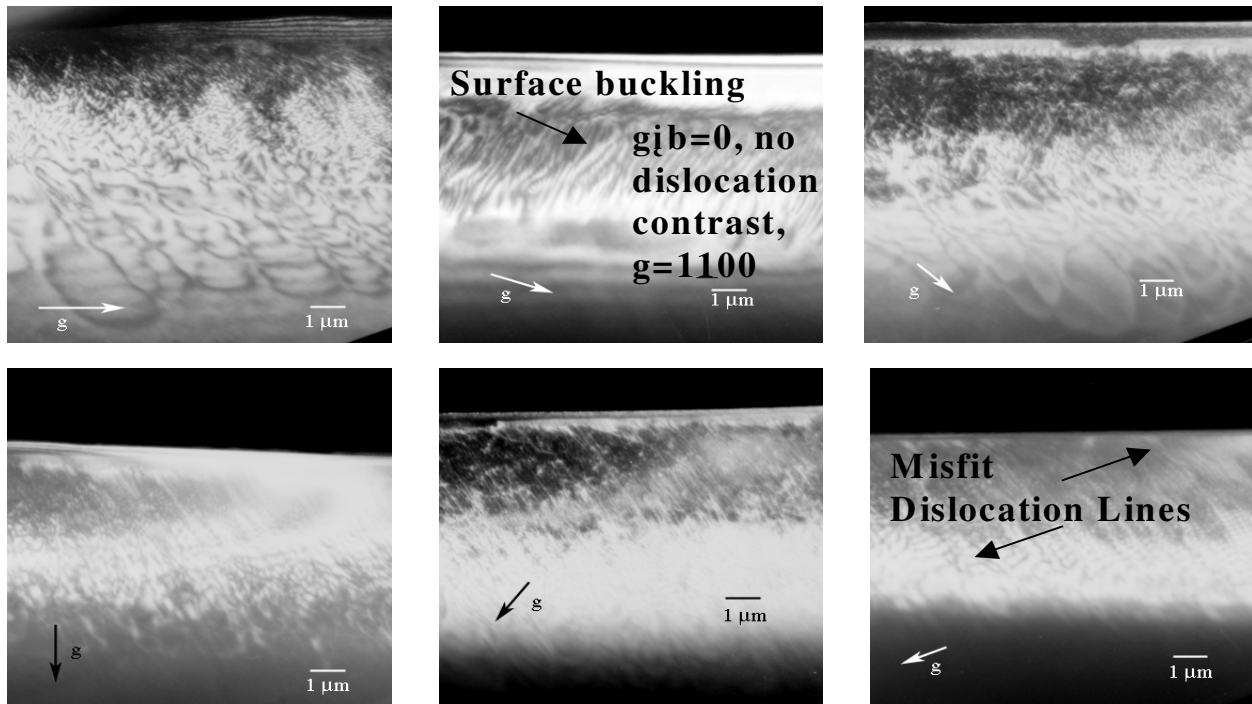 g
1 μm
Surface buckling
gįb=0, no
dislocation
contrast,
g=1100
g
1 μm
g
1 μm
g
1 μm
g
1 μm
Misfit
Dislocation Lines
g
1 μm